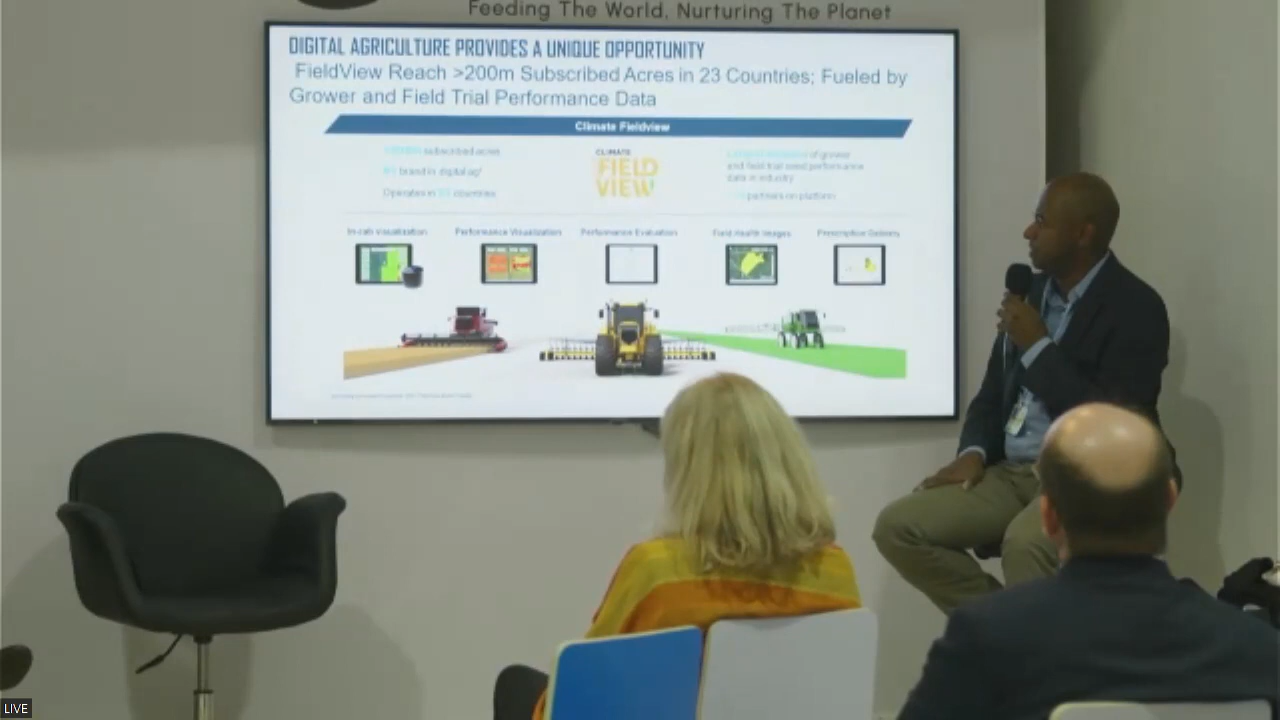 Feeding The World, Nurturing The Planet
DIGITAL AGRICULTURE PROVIDES A UNIQUE OPPORTUNITY
FieldView Reach >200m Subscribed Acres in 23 Countries; Fueled by
Grower and Field Trial Performance Data
Climate Fieldview
subscribed acres
brand in digital ag
Operates in countries
CLIMATE
FIELD
VIEW
of grower
and field trial seed performance
data in industry
partners on platform
In-cab Visualization
Performance Visualization
Performance Evaluation
Field Health Images
Prescriptive Delivery
LIVE